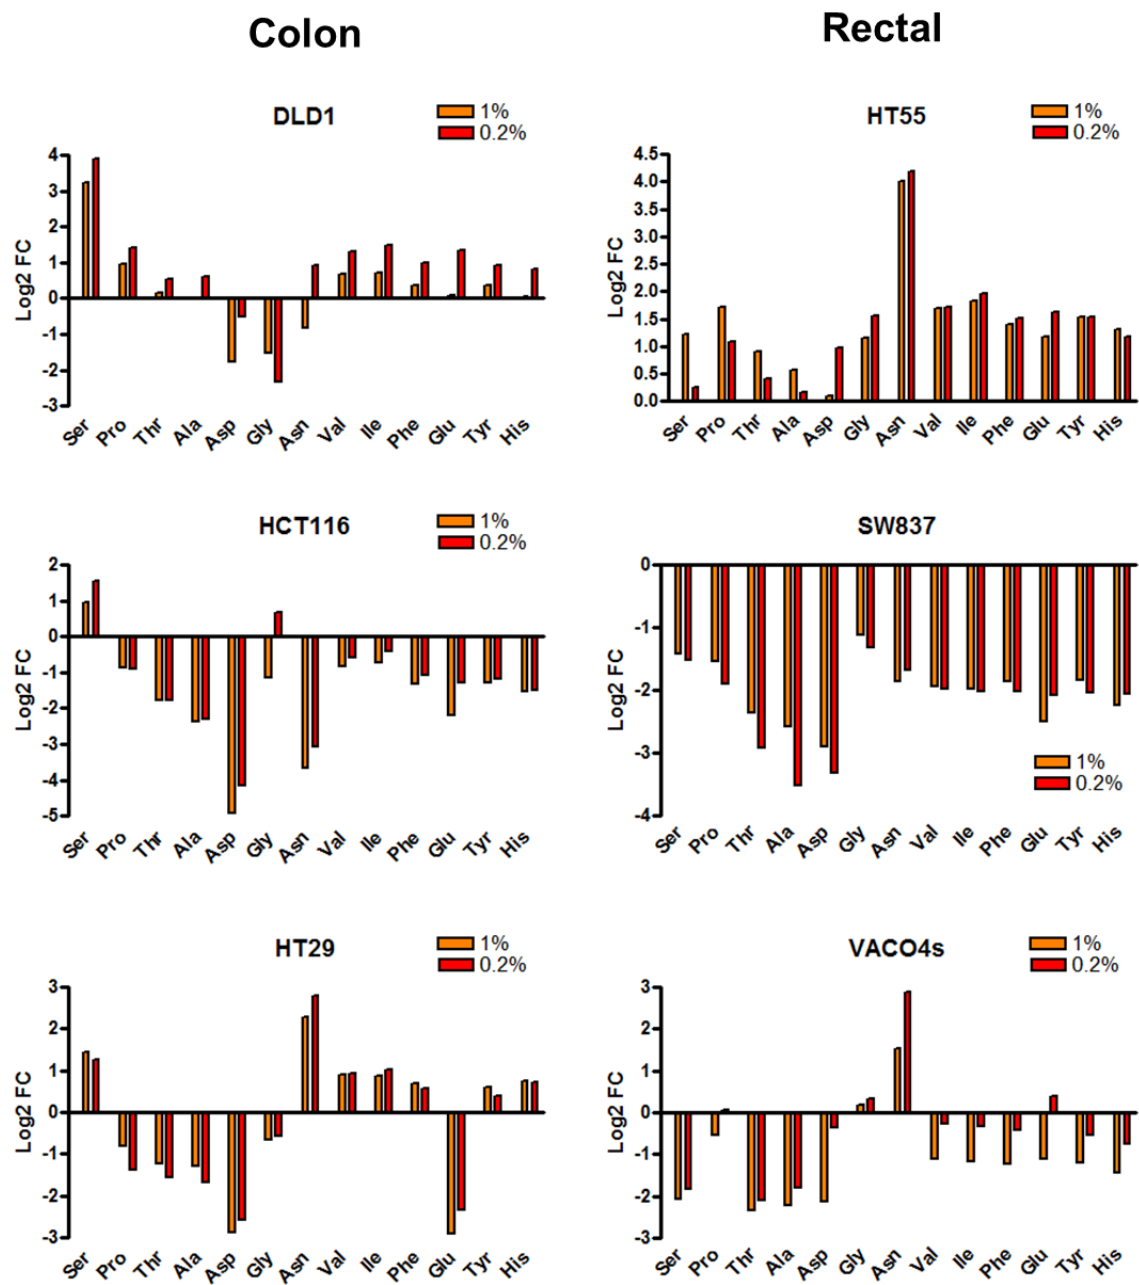 Colon
Rectal
DLD1
1%
0.2%
Log2 FC
4
3
2
1
0
-1
-2
-3
Ser Pro Thr Ala Asp Gly Asn Val Ile Phe Glu Tyr His
HT55
1%
0.2%
Log2 FC
4.5
4.0
3.5
3.0
2.5
2.0
1.5
1.0
0.5
0.0
Ser Pro Thr Ala Asp Gly Asn Val Ile Phe Glu Tyr His
HCT116
1%
0.2%
Log2 FC
2
1
0
-1
-2
-3
-4
-5
Ser Pro Thr Ala Asp Gly Asn Val Ile Phe Glu Tyr His
SW837
Log2 FC
0
-1
-2
-3
-4
1%
0.2%
Ser Pro Thr Ala Asp Gly Asn Val Ile Phe Glu Tyr His
HT29
1%
0.2%
Log2 FC
3
2
1
0
-1
-2
-3
Ser Pro Thr Ala Asp Gly Asn Val Ile Phe Glu Tyr His
VACO4s
1%
0.2%
Log2 FC
3
2
1
0
-1
-2
-3
Ser Pro Thr Ala Asp Gly Asn Val Ile Phe Glu Tyr His